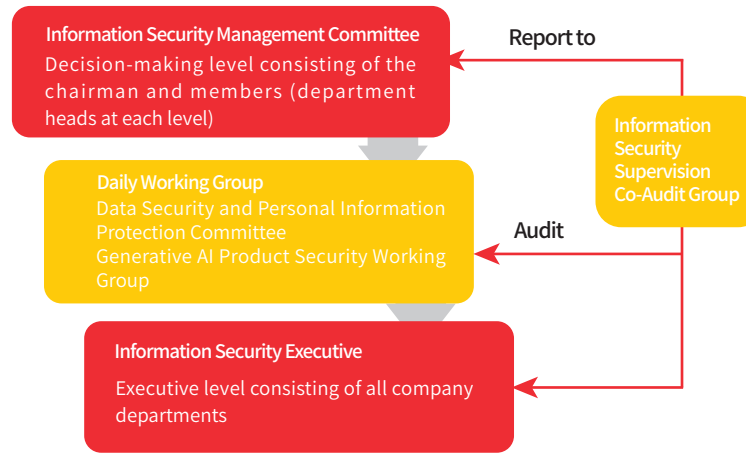 Information Security Management Committee
Decision-making level consisting of the
chairman and members (department
heads at each level)
Report to
Information
Security
Supervision
Co-Audit Group
Daily Working Group
Data Security and Personal Information
Protection Committee
Generative AI Product Security Working
Group
Audit
Information Security Executive
Executive level consisting of all company
departments